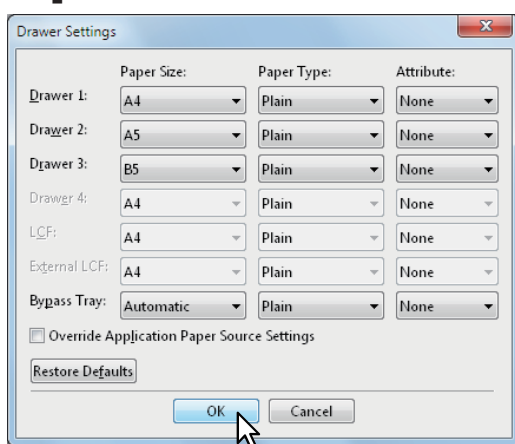 Drawer Settings
Paper Size: Paper Type: Attribute:
Drawer 1: A4 Plain None
Drawer 2: A5 Plain None
Drawer 3: B5 Plain None
Drawer 4: A4 Plain None
LCF: A4 Plain None
External LCF: A4 Plain None
Bypass Tray: Automatic Plain None
Override Application Paper Source Settings
Restore Defaults
OK Cancel